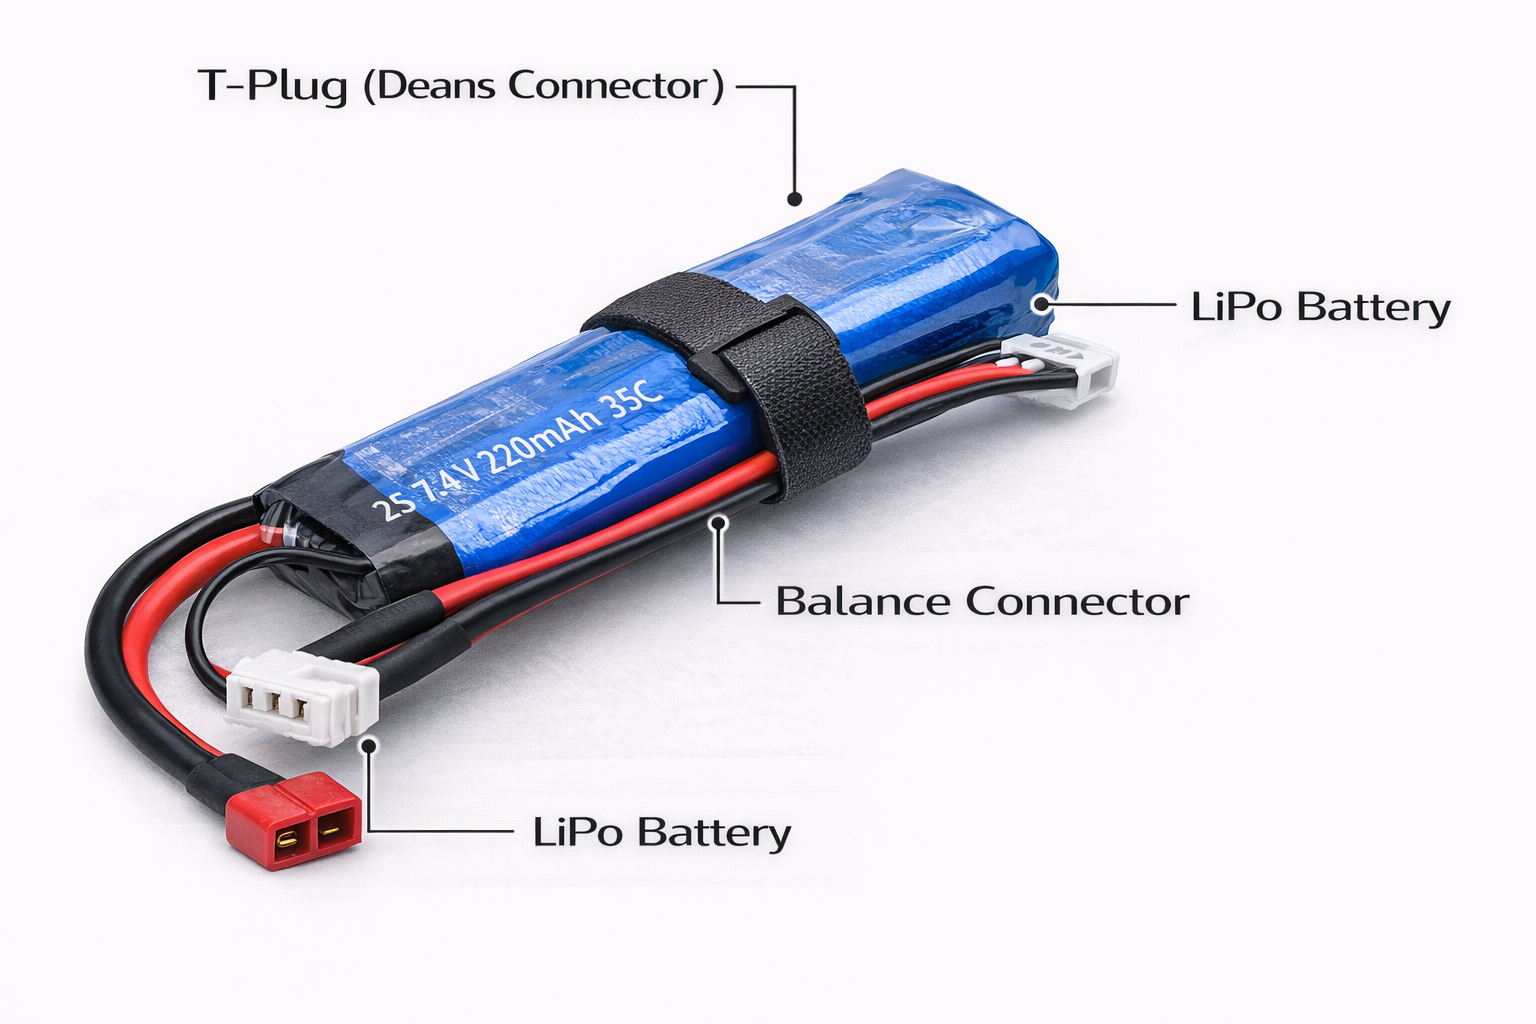 T-Plug (Deans Connector)
LiPo Battery
2S 7.4V 220mAh 35C
Balance Connector
LiPo Battery